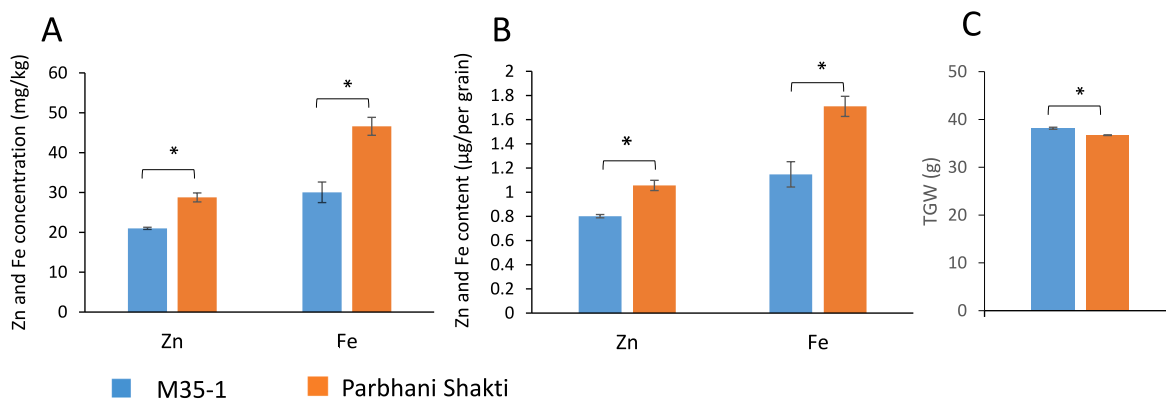 A
Zn and Fe concentration (mg/kg)
60
50
40
30
20
10
0
*
*
Zn
Fe
B
Zn and Fe content (µg/per grain)
2
1.8
1.6
1.4
1.2
1
0.8
0.6
0.4
0.2
0
*
*
Zn
Fe
C
TGW (g)
50
40
30
20
10
0
*
M35-1
Parbhani Shakti